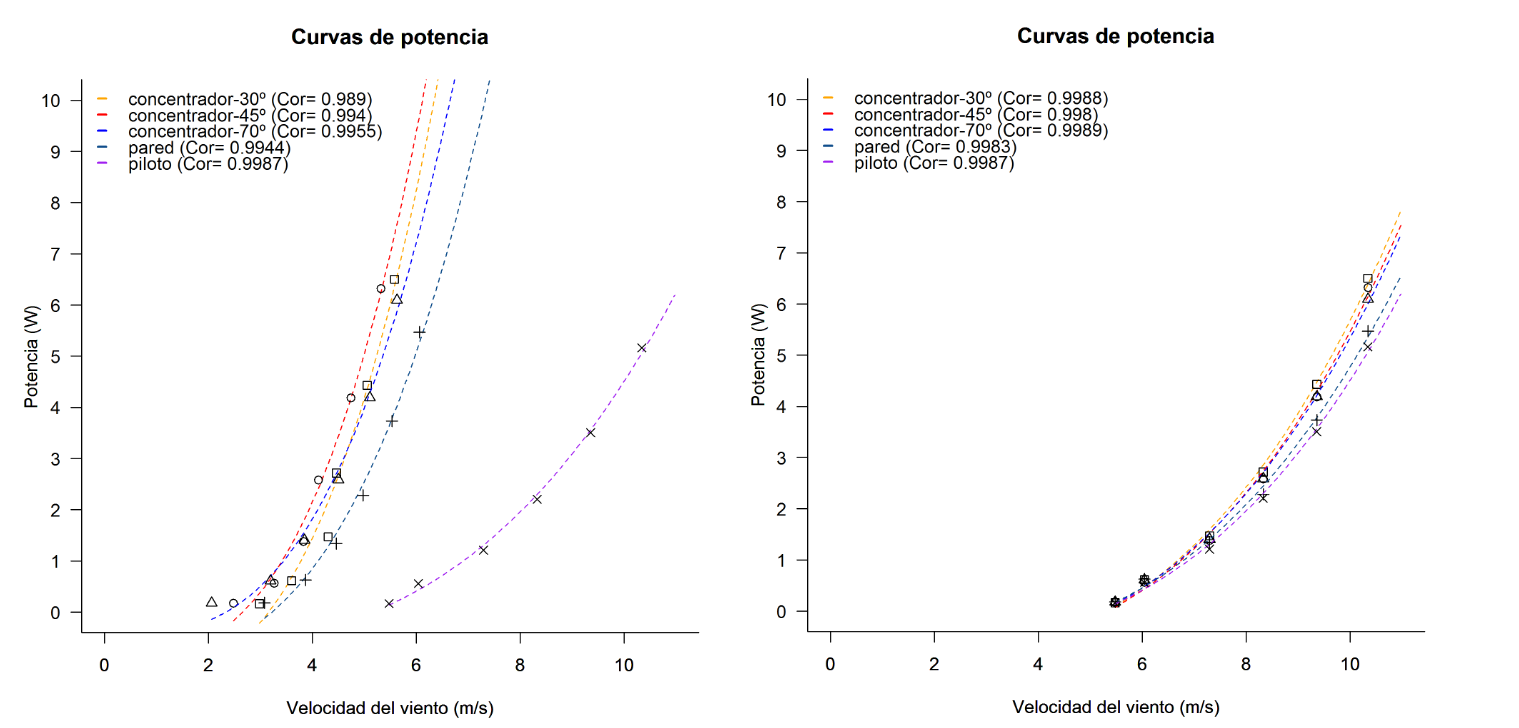 Curvas de potencia
concentrador-30º (Cor= 0.989)
concentrador-45º (Cor= 0.994)
concentrador-70º (Cor= 0.9955)
pared (Cor= 0.9944)
piloto (Cor= 0.9987)
10
9
8
7
6
5
4
3
2
1
0
Potencia (W)
0 2 4 6 8 10
Velocidad del viento (m/s)
Curvas de potencia
concentrador-30º (Cor= 0.9988)
concentrador-45º (Cor= 0.998)
concentrador-70º (Cor= 0.9989)
pared (Cor= 0.9983)
piloto (Cor= 0.9987)
10
9
8
7
6
5
4
3
2
1
0
Potencia (W)
0 2 4 6 8 10
Velocidad del viento (m/s)